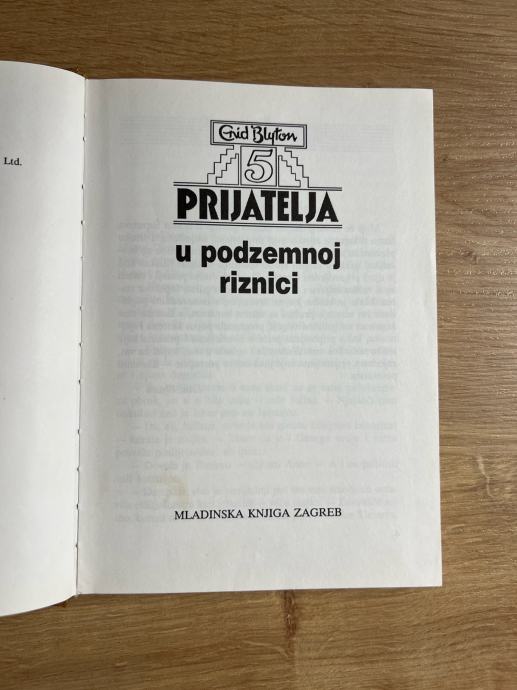 Ltd.
Enid Blyton
5
PRIJATELJA
u podzemnoj
riznici
MLADINSKA KNJIGA ZAGREB